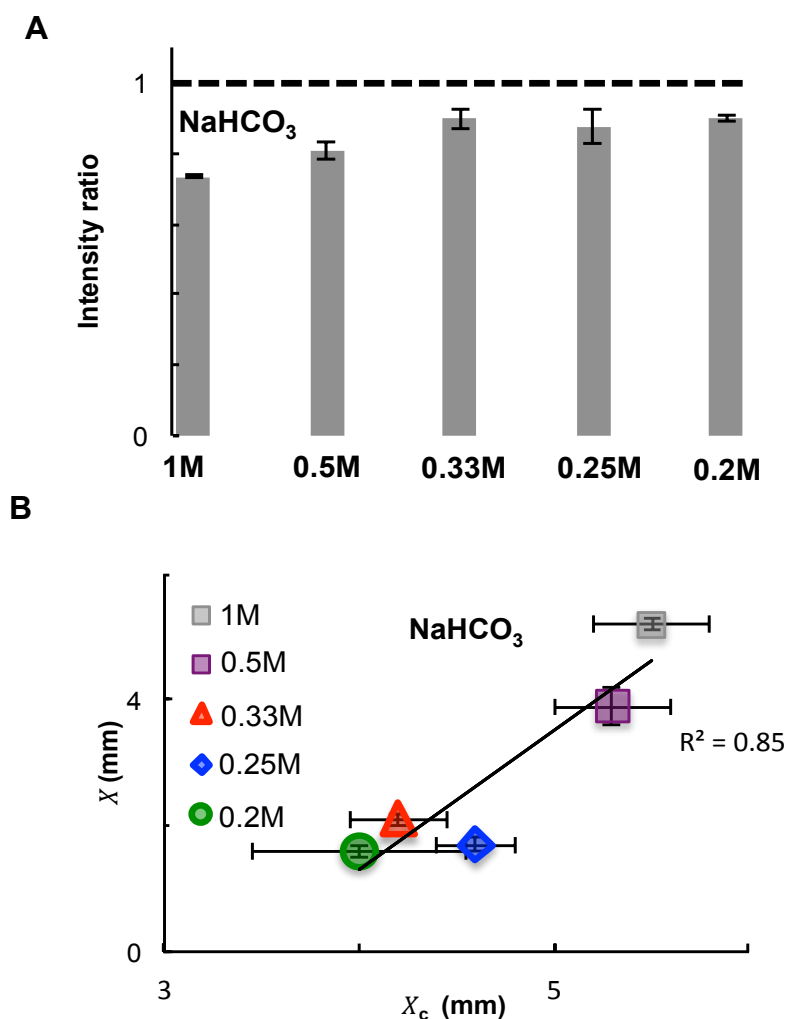 A
1
NaHCO₃
Intensity ratio
0
1M 0.5M 0.33M 0.25M 0.2M
B
1M
NaHCO₃
0.5M
4
0.33M
R² = 0.85
X (mm)
0.25M
0.2M
0
3 5
X_c (mm)